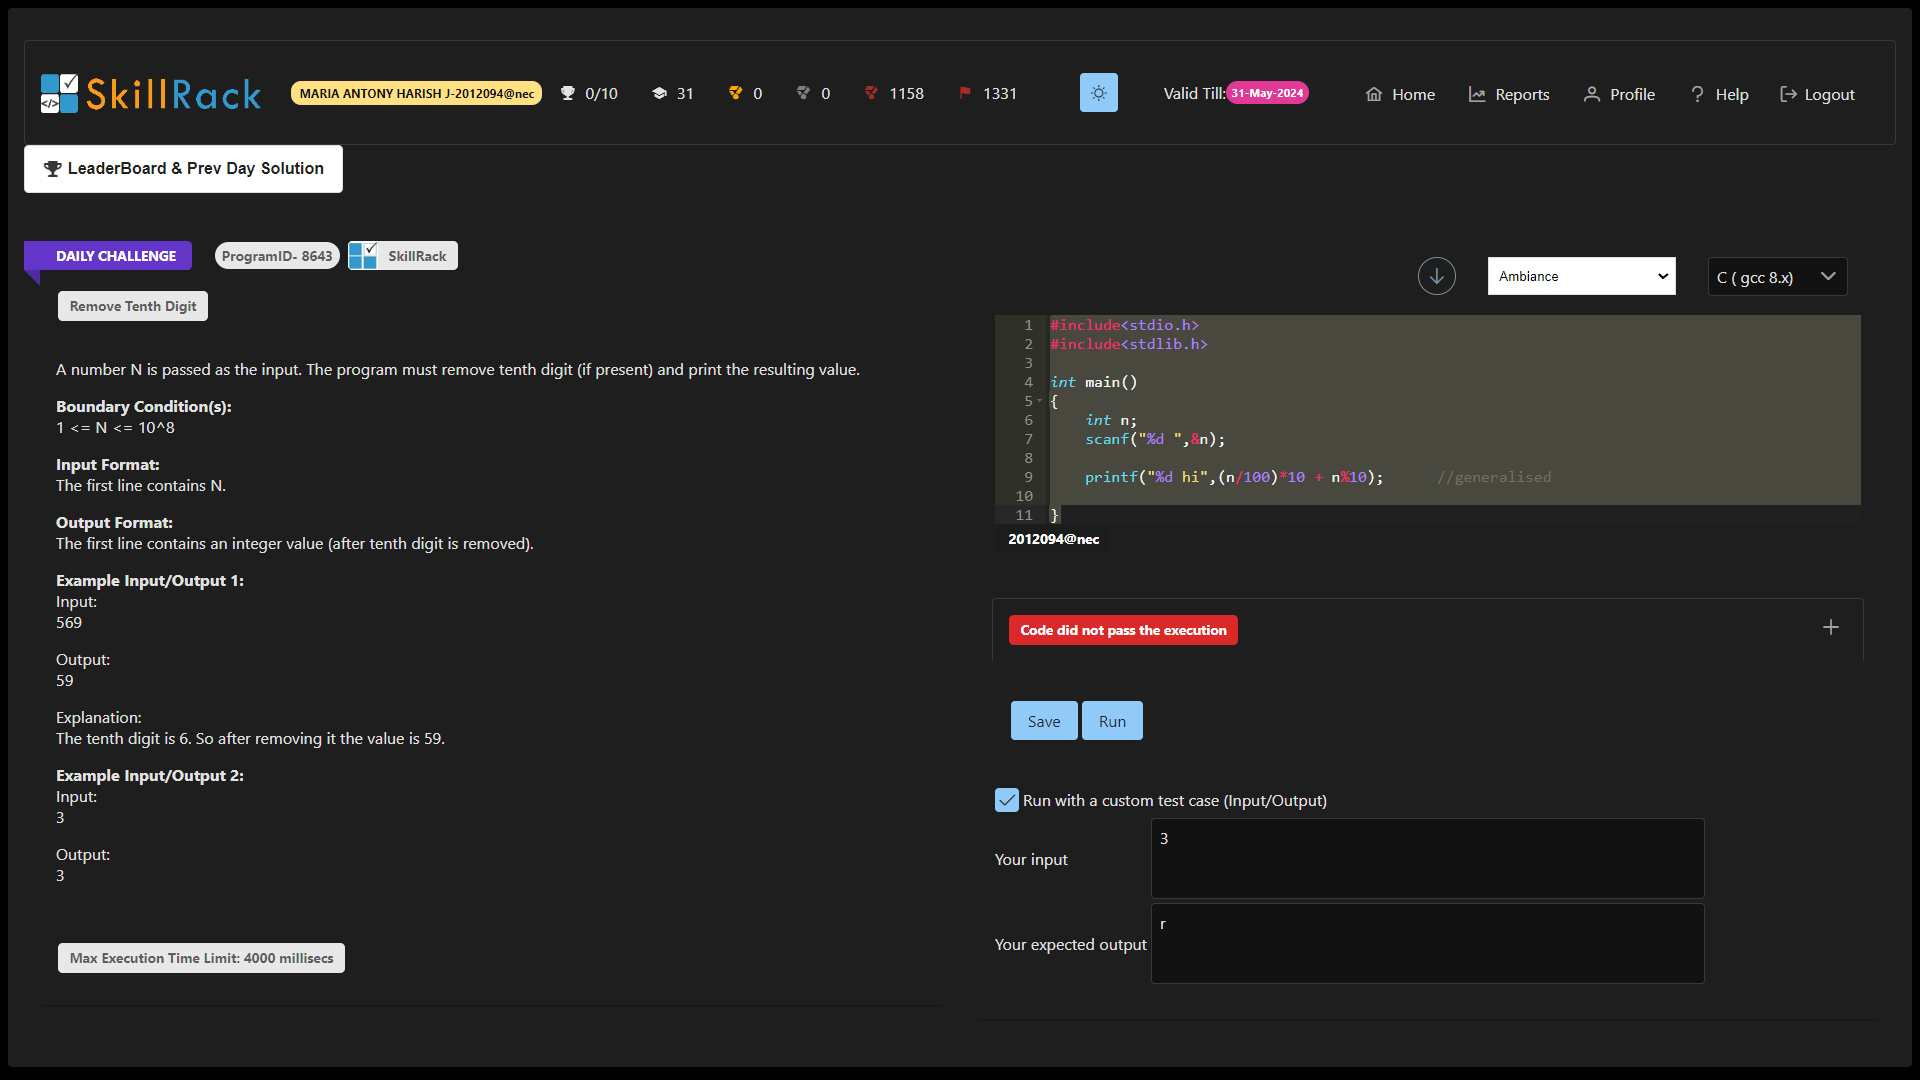 SkillRack
MARIA ANTONY HARISH J-2012094@nec
0/10
31
0
0
1158
1331
Valid Till: 31-May-2024
Home
Reports
Profile
Help
Logout
LeaderBoard & Prev Day Solution
DAILY CHALLENGE
ProgramID- 8643
SkillRack
Remove Tenth Digit
A number N is passed as the input. The program must remove tenth digit (if present) and print the resulting value.
Boundary Condition(s):
1 <= N <= 10^8
Input Format:
The first line contains N.
Output Format:
The first line contains an integer value (after tenth digit is removed).
Example Input/Output 1:
Input:
569
Output:
59
Explanation:
The tenth digit is 6. So after removing it the value is 59.
Example Input/Output 2:
Input:
3
Output:
3
Max Execution Time Limit: 4000 millisecs
Ambiance
C ( gcc 8.x)
1 #include<stdio.h>
2 #include<stdlib.h>
3
4 int main()
5 {
6     int n;
7     scanf("%d ",&n);
8
9     printf("%d hi",(n/100)*10 + n%10);      //generalised
10
11 }
2012094@nec
Code did not pass the execution
Save
Run
Run with a custom test case (Input/Output)
Your input
3
Your expected output
r